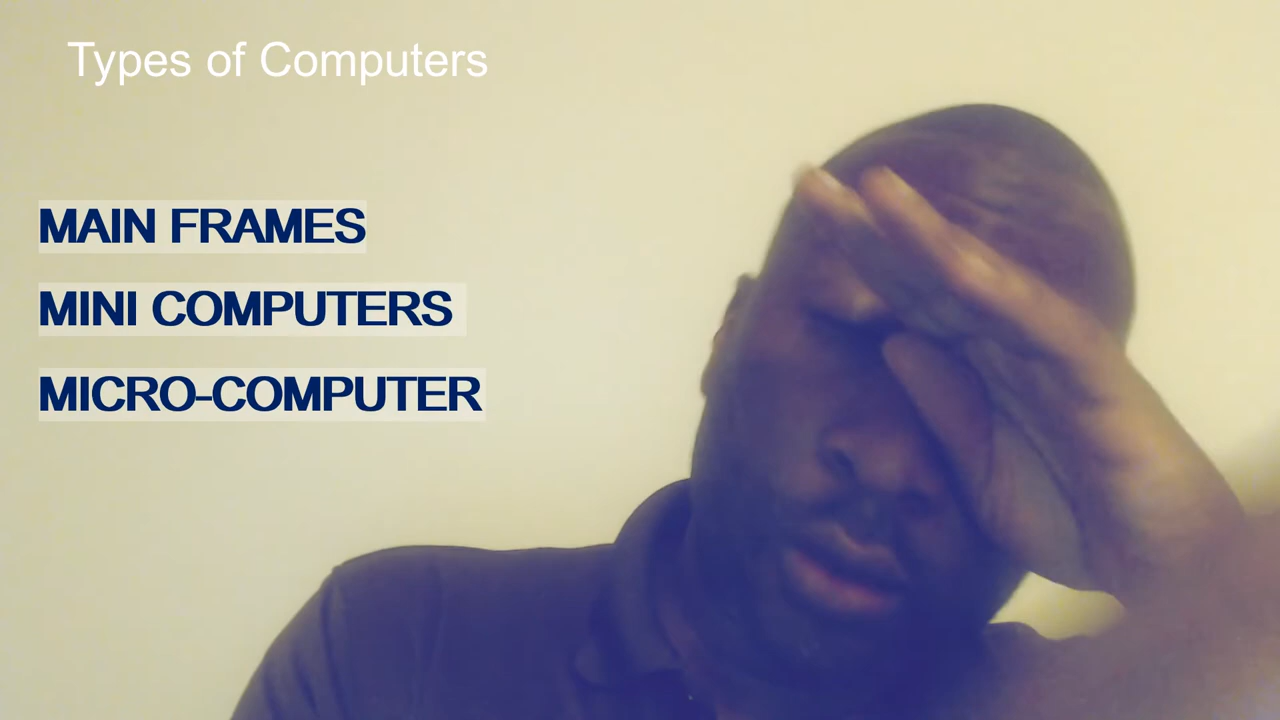 Types of Computers
MAIN FRAMES
MINI COMPUTERS
MICRO-COMPUTER